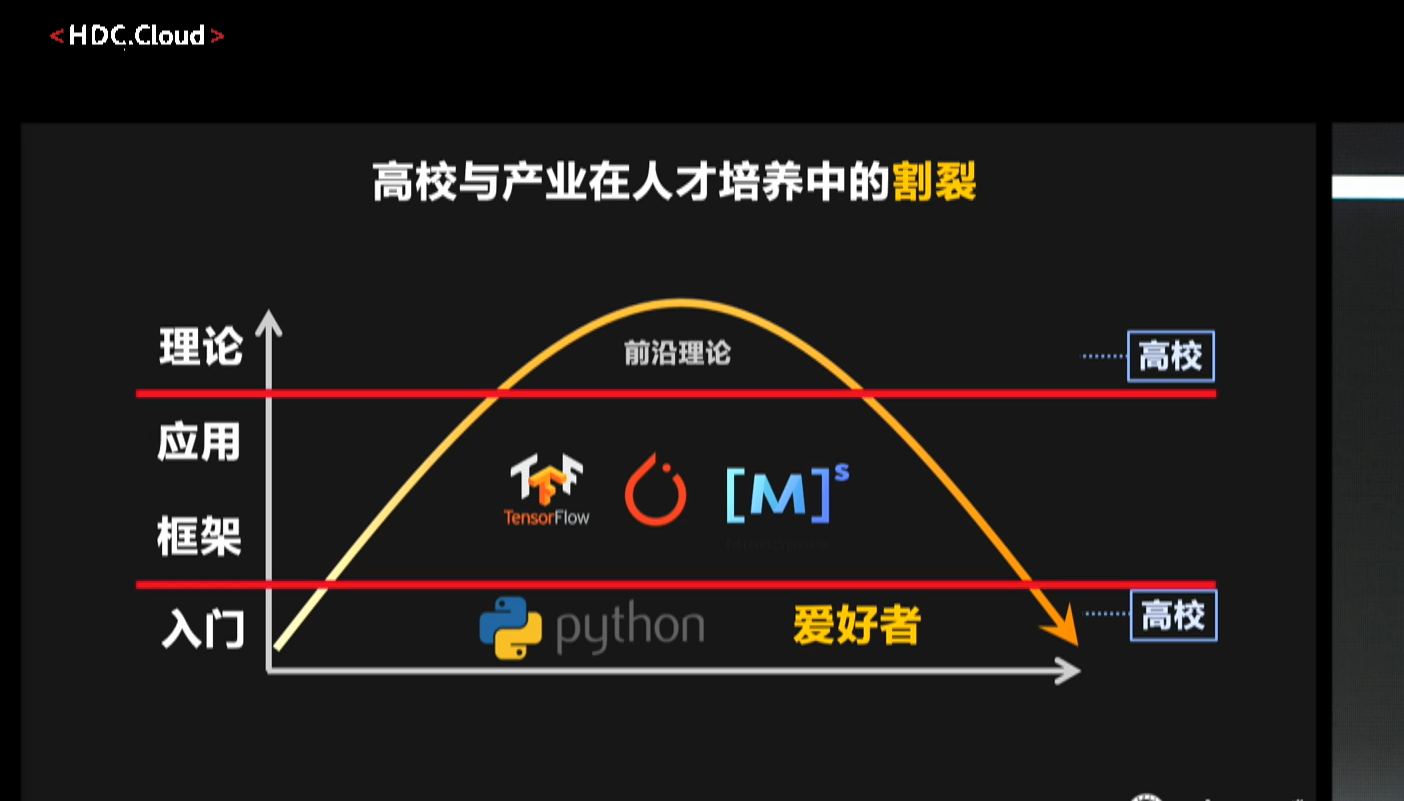 <HDC.Cloud>
高校与产业在人才培养中的割裂
理论
前沿理论
高校
应用
TensorFlow
[M]s
框架
入门
python
爱好者
高校